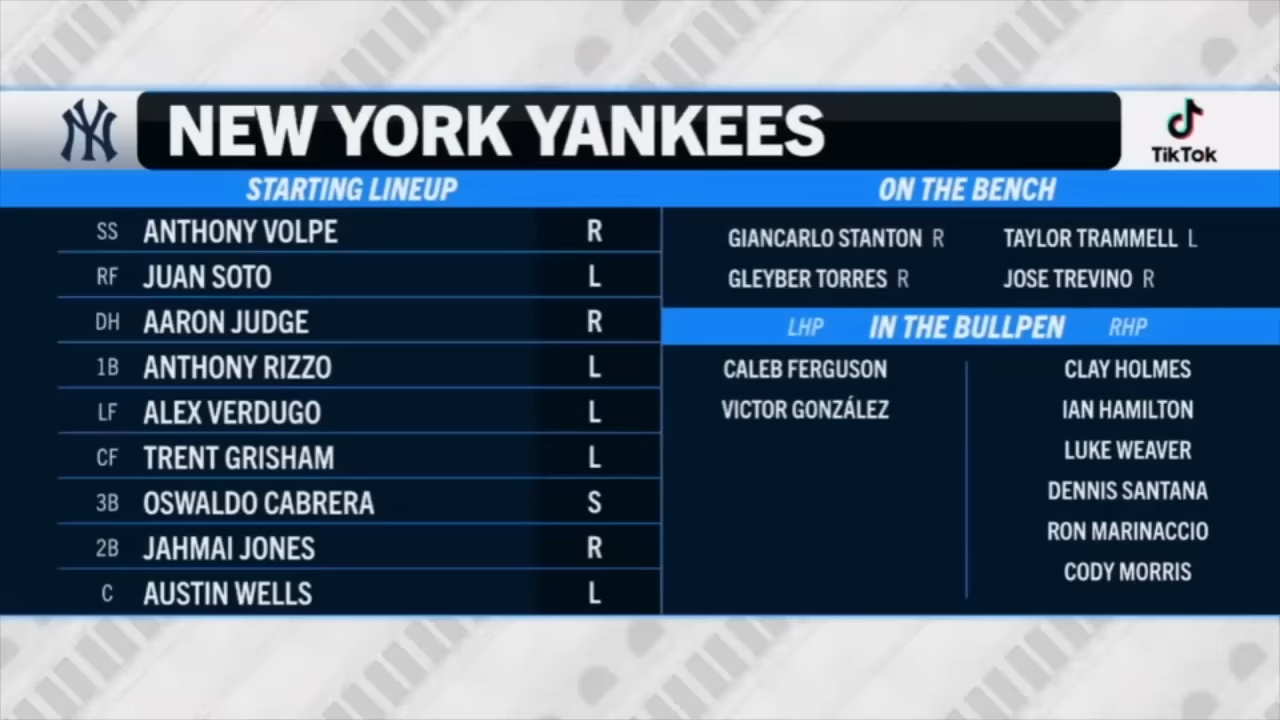 NEW YORK YANKEES
TikTok
STARTING LINEUP
SS ANTHONY VOLPE R
RF JUAN SOTO L
DH AARON JUDGE R
1B ANTHONY RIZZO L
LF ALEX VERDUGO L
CF TRENT GRISHAM L
3B OSWALDO CABRERA S
2B JAHMAI JONES R
C AUSTIN WELLS L
ON THE BENCH
GIANCARLO STANTON R TAYLOR TRAMMELL L
GLEYBER TORRES R JOSE TREVINO R
LHP IN THE BULLPEN RHP
CALEB FERGUSON CLAY HOLMES
VICTOR GONZÁLEZ IAN HAMILTON
LUKE WEAVER
DENNIS SANTANA
RON MARINACCIO
CODY MORRIS